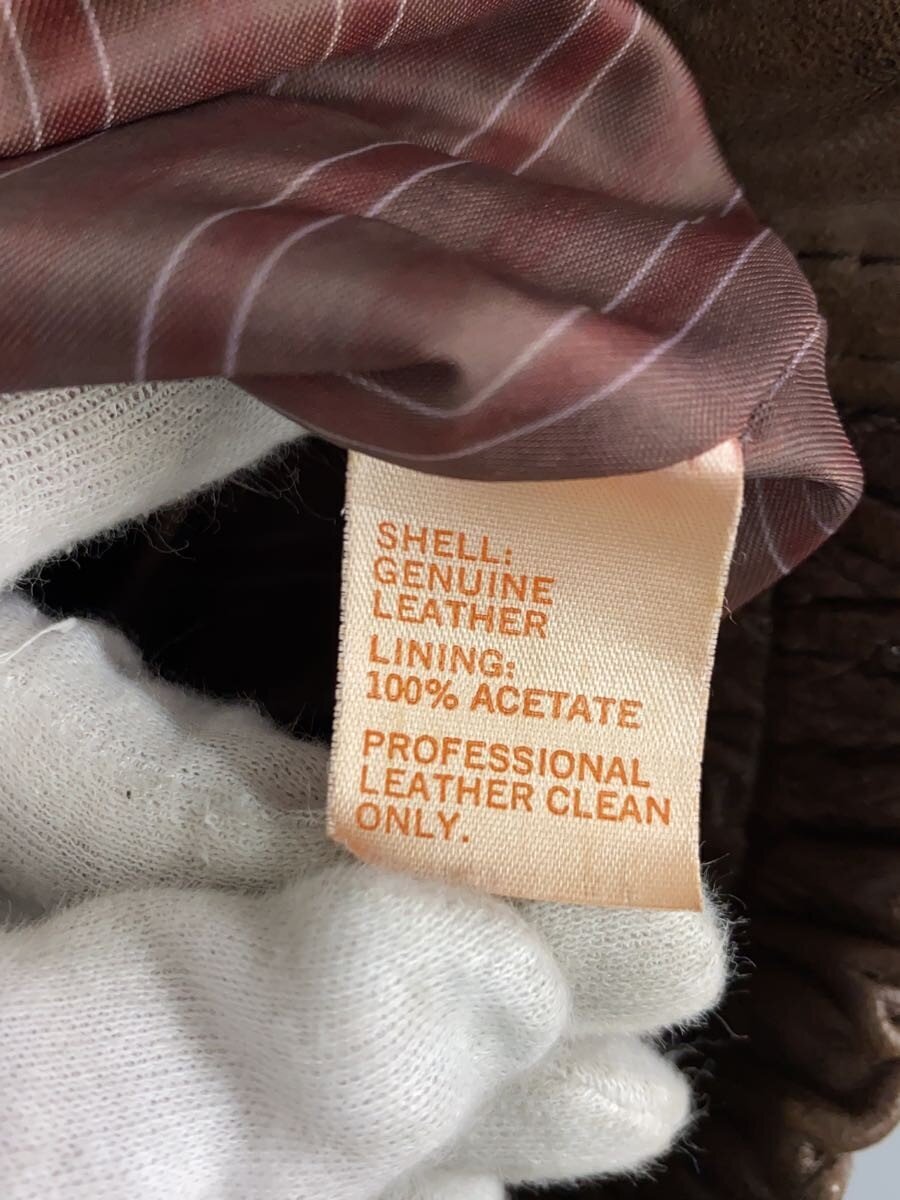 SHELL:
GENUINE
LEATHER
LINING:
100% ACETATE
PROFESSIONAL
LEATHER CLEAN
ONLY.